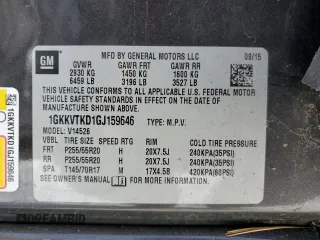 GM
MFD BY GENERAL MOTORS LLC 09/15
GVWR GAWR FRT GAWR RR
2930 KG 1450 KG 1600 KG
6459 LB 3196 LB 3527 LB
THIS VEHICLE CONFORMS TO ALL APPLICABLE U.S. FEDERAL
MOTOR VEHICLE SAFETY AND THEFT PREVENTION STANDARDS
IN EFFECT ON THE DATE OF MANUFACTURE SHOWN ABOVE.
1GKKVTKD1GJ159646 TYPE: M.P.V.
MODEL: V14526
TIRE SIZE SPEED RTG RIM COLD TIRE PRESSURE
FRT P255/55R20 H 20X7.5J 240KPA(35PSI)
RR P255/55R20 H 20X7.5J 240KPA(35PSI)
SPA T145/70R17 M 17X4.5B 420KPA(60PSI)
SEE OWNER'S MANUAL FOR ADDITIONAL INFORMATION.
1GKKVTKD1GJ159646